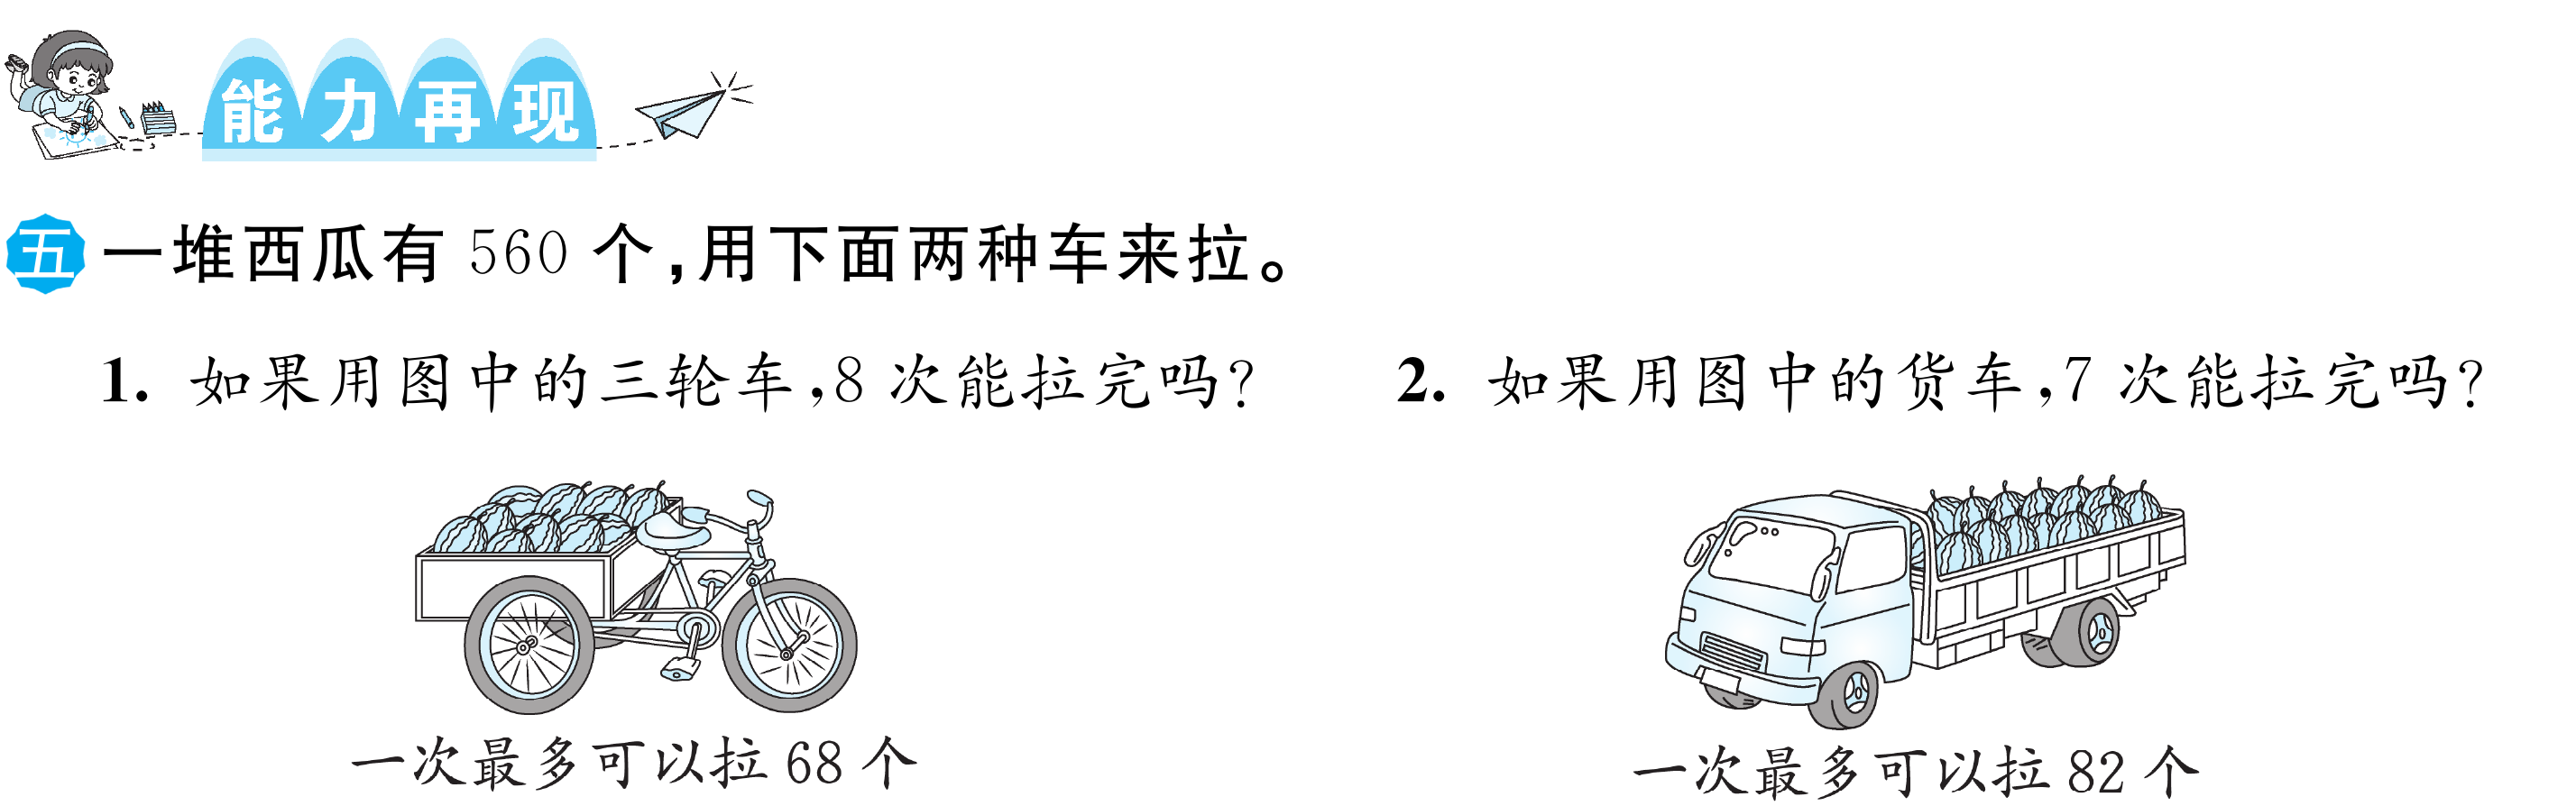 能力再现
五 一堆西瓜有 560 个,用下面两种车来拉。
1. 如果用图中的三轮车,8 次能拉完吗?
2. 如果用图中的货车,7 次能拉完吗?
一次最多可以拉 68 个
一次最多可以拉 82 个